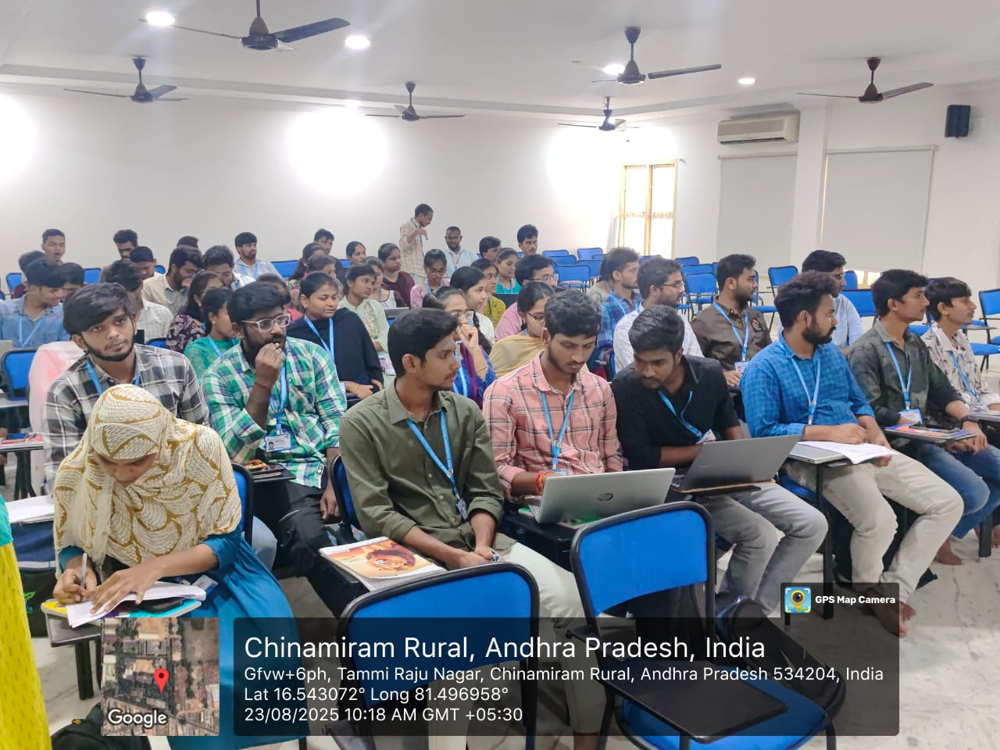 GPS Map Camera
Chinamiram Rural, Andhra Pradesh, India
Gfvw+6ph, Tammi Raju Nagar, Chinamiram Rural, Andhra Pradesh 534204, India
Lat 16.543072° Long 81.496958°
23/08/2025 10:18 AM GMT +05:30
Google